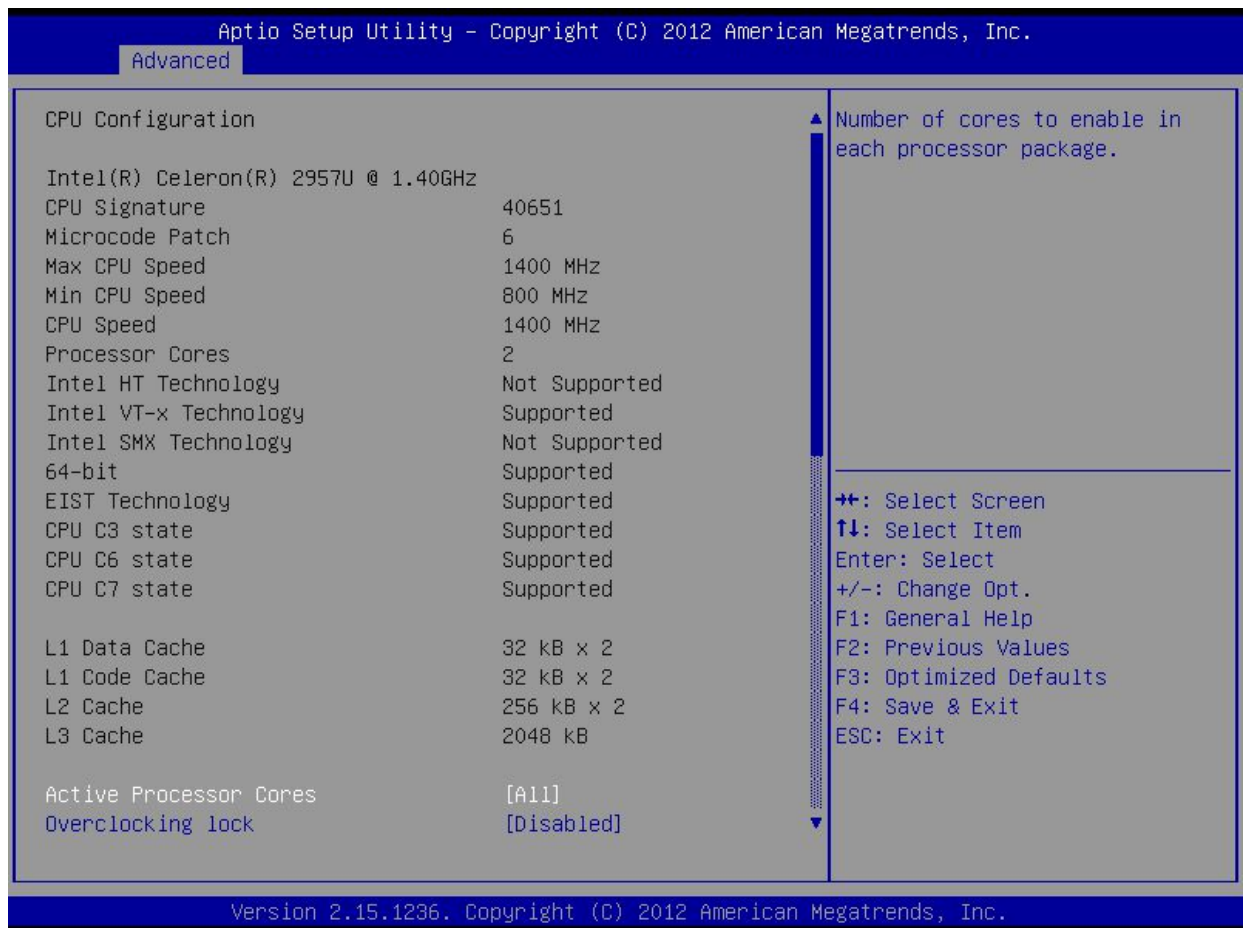 Aptio Setup Utility – Copyright (C) 2012 American Megatrends, Inc.
Advanced
CPU Configuration
Intel(R) Celeron(R) 2957U @ 1.40GHz
CPU Signature 40651
Microcode Patch 6
Max CPU Speed 1400 MHz
Min CPU Speed 800 MHz
CPU Speed 1400 MHz
Processor Cores 2
Intel HT Technology Not Supported
Intel VT-x Technology Supported
Intel SMX Technology Not Supported
64-bit Supported
EIST Technology Supported
CPU C3 state Supported
CPU C6 state Supported
CPU C7 state Supported
L1 Data Cache 32 kB x 2
L1 Code Cache 32 kB x 2
L2 Cache 256 kB x 2
L3 Cache 2048 kB
Active Processor Cores [All]
Overclocking lock [Disabled]
Number of cores to enable in
each processor package.
→←: Select Screen
↑↓: Select Item
Enter: Select
+/-: Change Opt.
F1: General Help
F2: Previous Values
F3: Optimized Defaults
F4: Save & Exit
ESC: Exit
Version 2.15.1236. Copyright (C) 2012 American Megatrends, Inc.